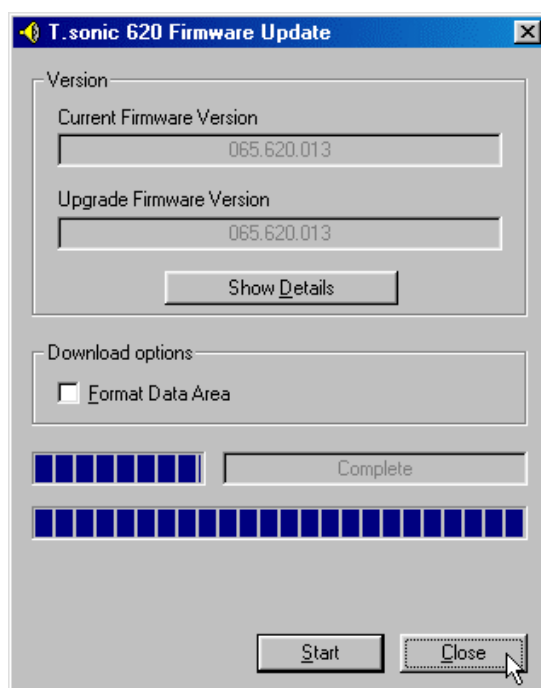 T.sonic 620 Firmware Update
Version
Current Firmware Version
065.620.013
Upgrade Firmware Version
065.620.013
Show Details
Download options
Format Data Area
Complete
Start
Close